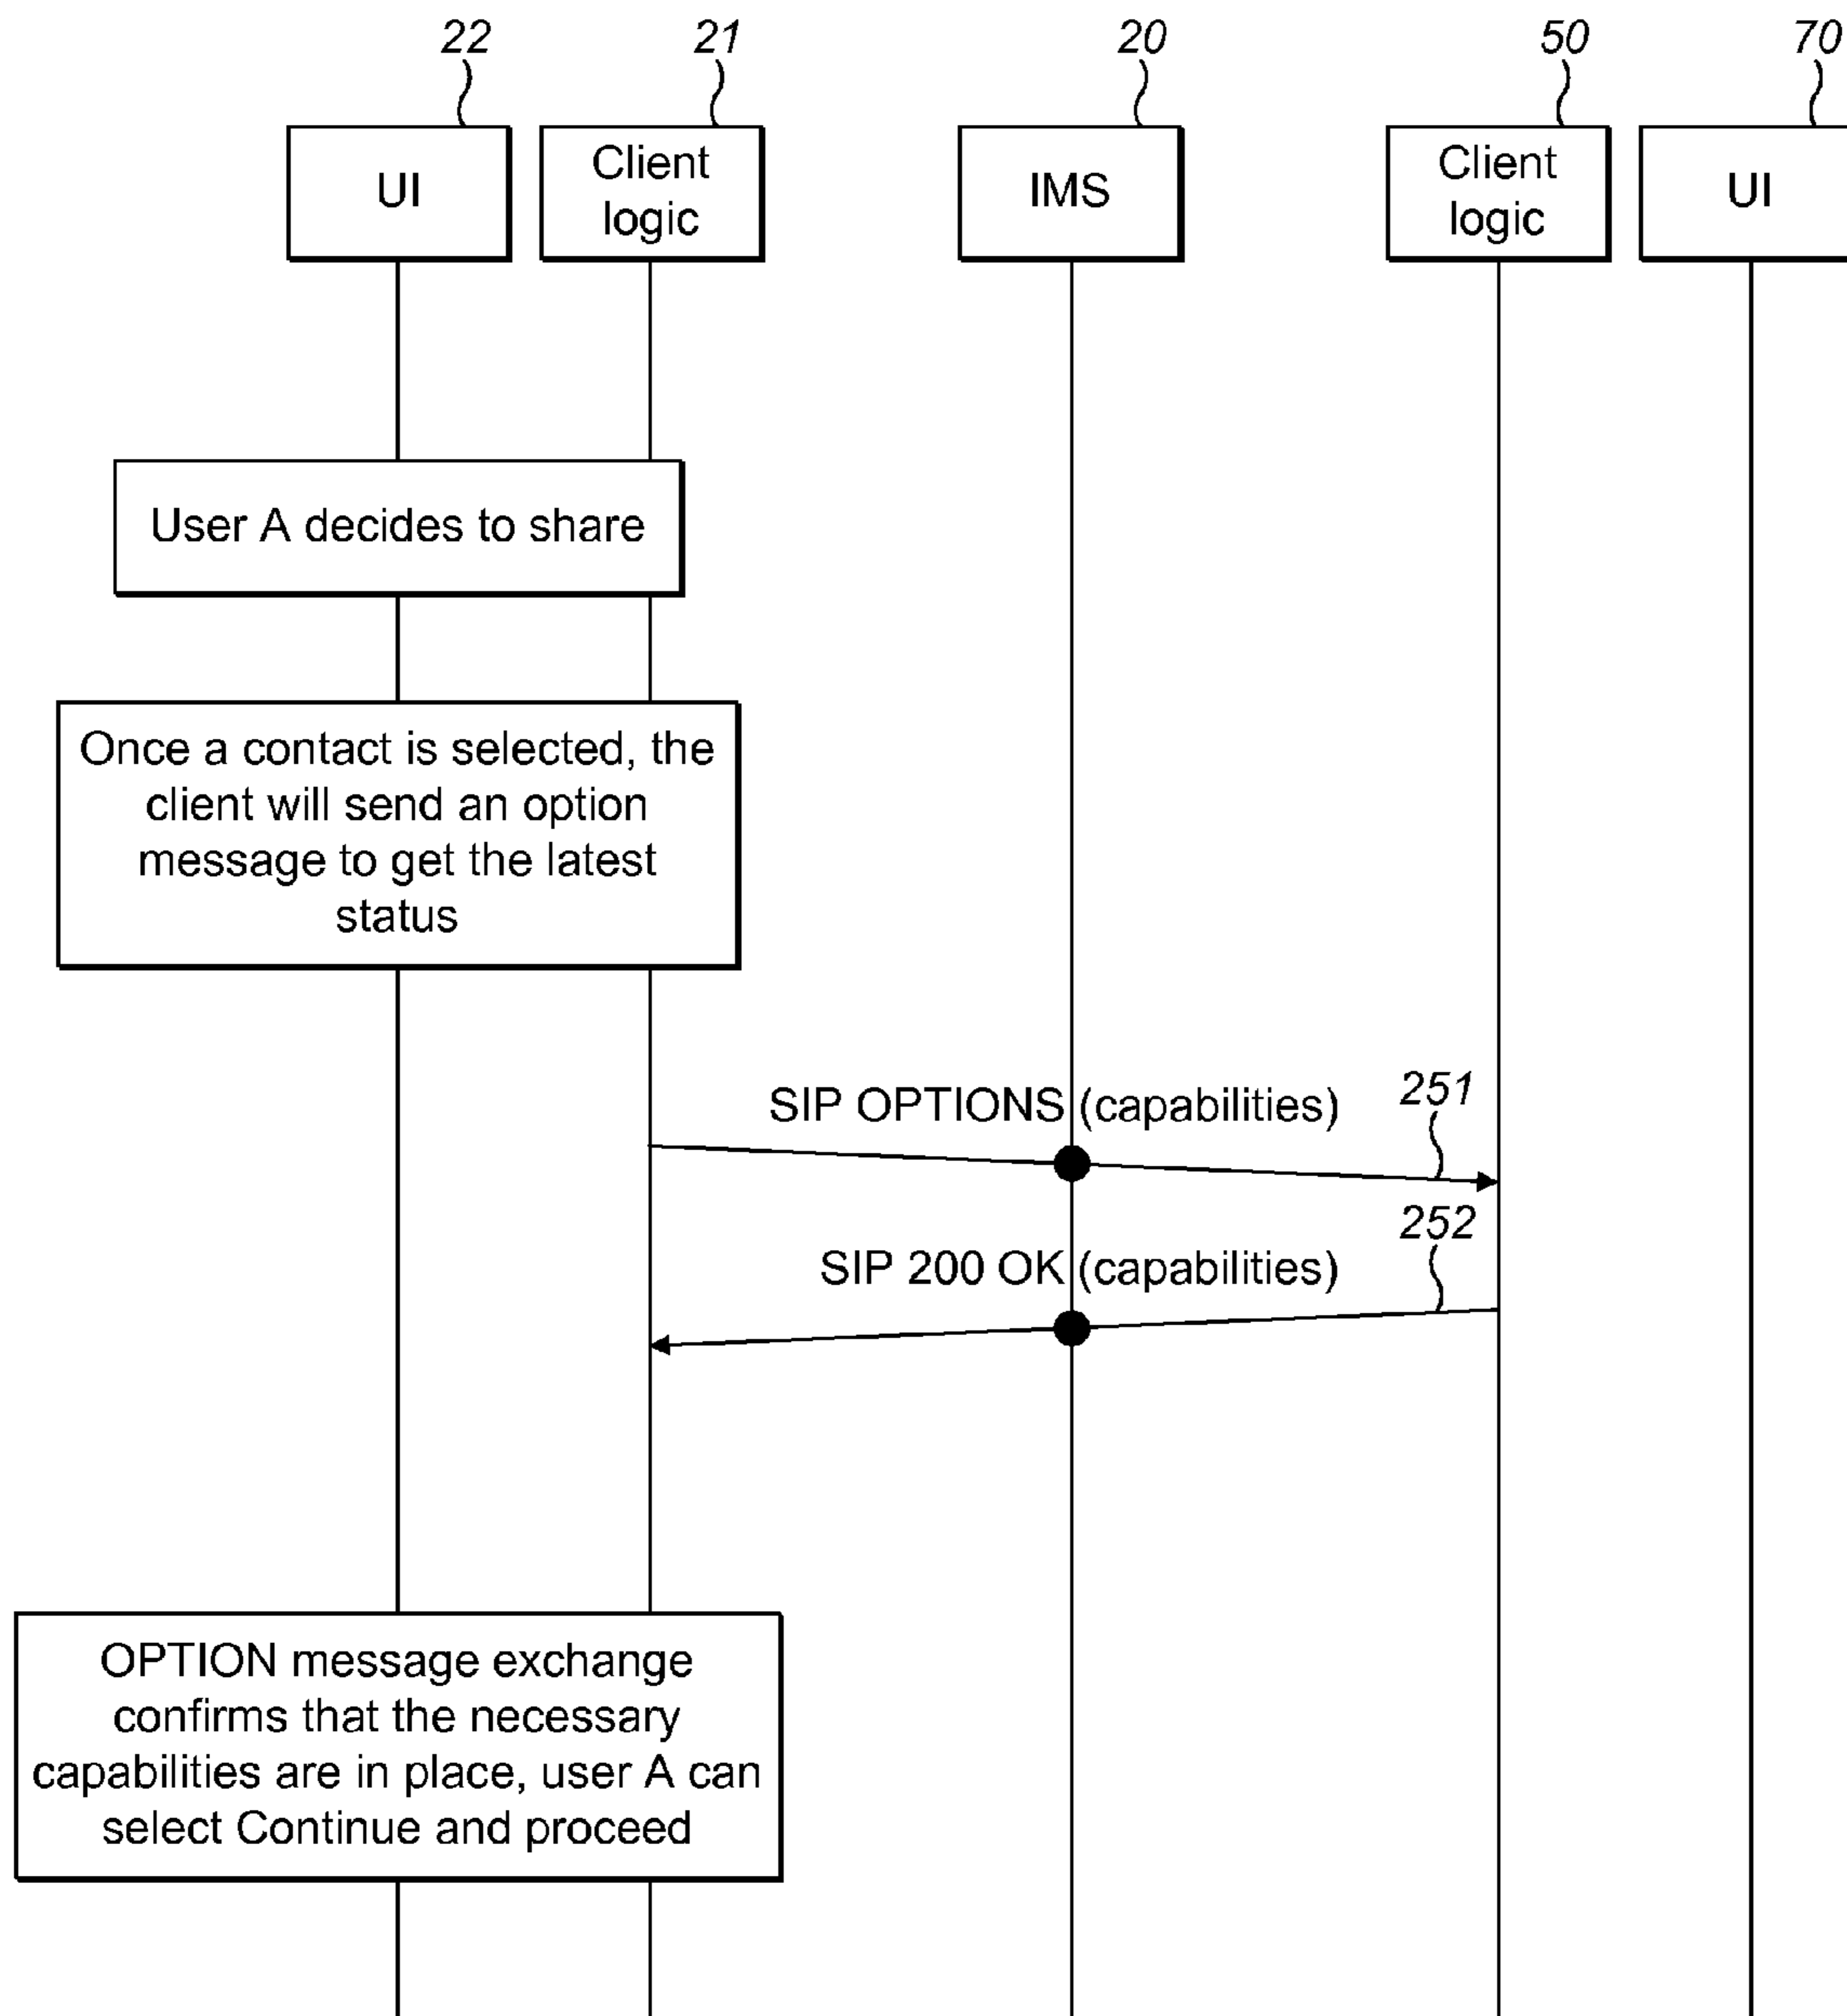 22
21
20
50
70
UI
Client
logic
IMS
Client
logic
UI
User A decides to share
Once a contact is selected, the
client will send an option
message to get the latest
status
SIP OPTIONS (capabilities)
251
252
SIP 200 OK (capabilities)
OPTION message exchange
confirms that the necessary
capabilities are in place, user A can
select Continue and proceed